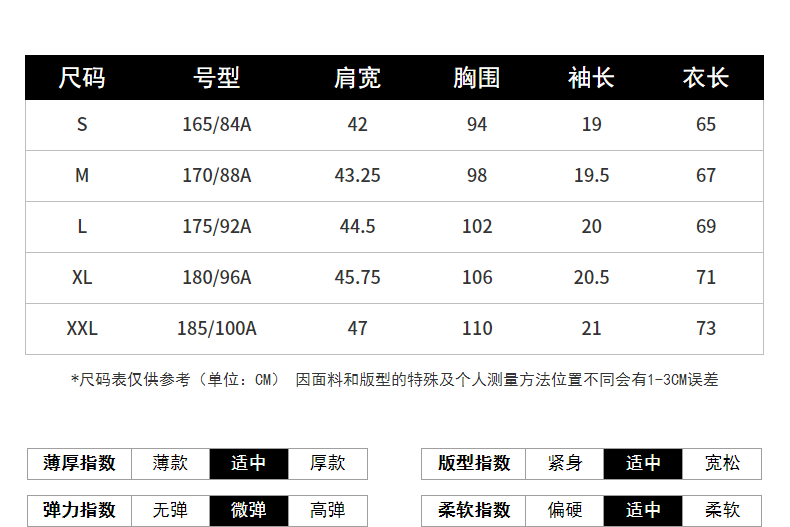 尺码 号型 肩宽 胸围 袖长 衣长
S 165/84A 42 94 19 65
M 170/88A 43.25 98 19.5 67
L 175/92A 44.5 102 20 69
XL 180/96A 45.75 106 20.5 71
XXL 185/100A 47 110 21 73
*尺码表仅供参考（单位：CM） 因面料和版型的特殊及个人测量方法位置不同会有1-3CM误差
薄厚指数 薄款 适中 厚款 版型指数 紧身 适中 宽松
弹力指数 无弹 微弹 高弹 柔软指数 偏硬 适中 柔软